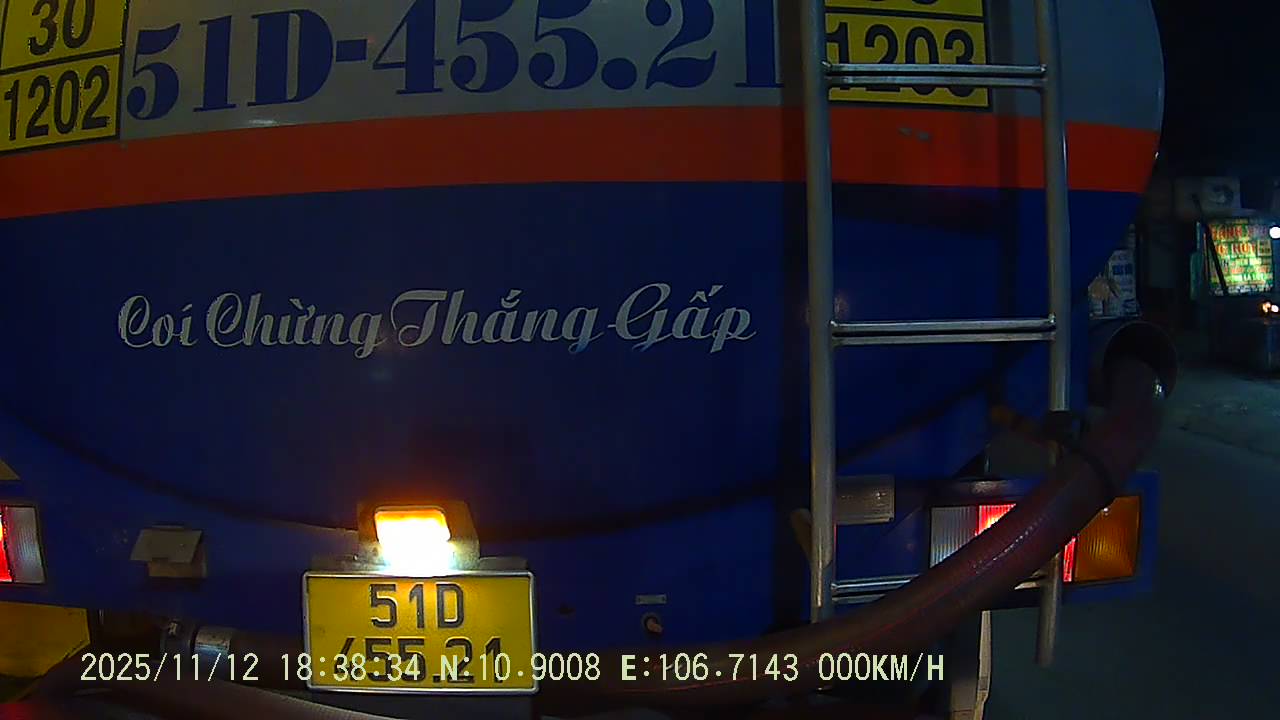 30
1202
51D-455.21
1203
Coi Chừng Thắng Gấp
51D
455.21
2025/11/12 18:38:34 N:10.9008 E:106.7143 000KM/H